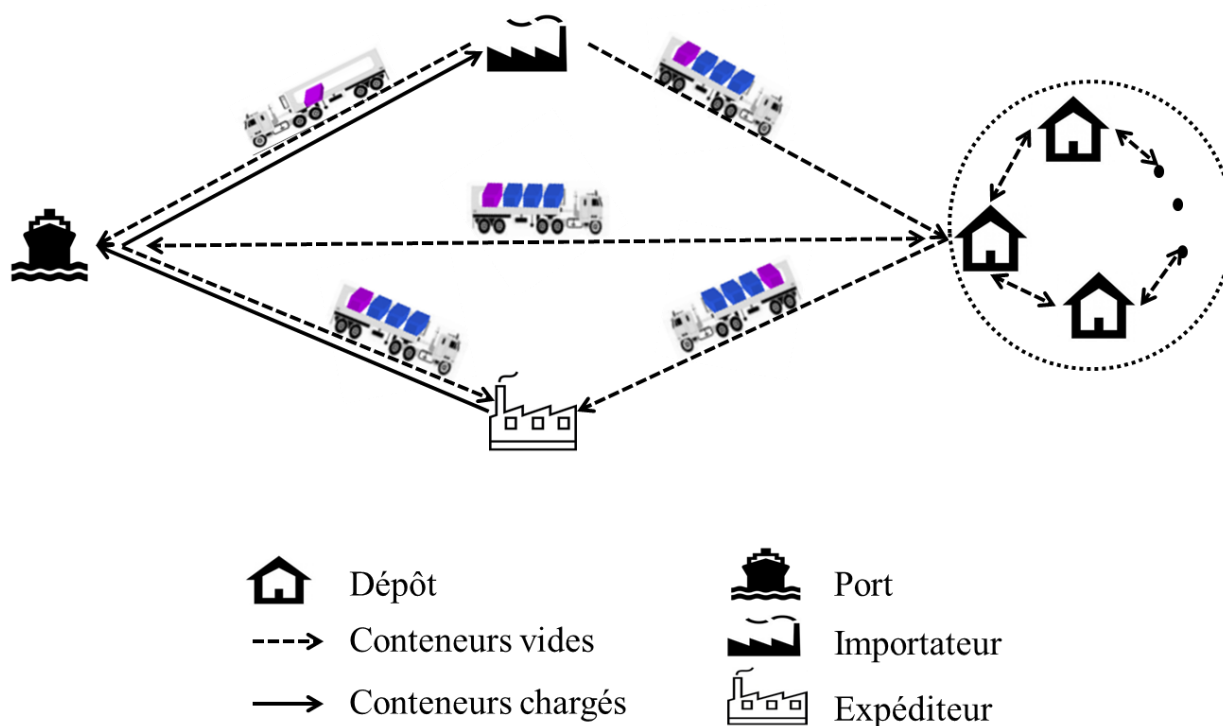 Dépôt
Port
Conteneurs vides
Importateur
Conteneurs chargés
Expéditeur